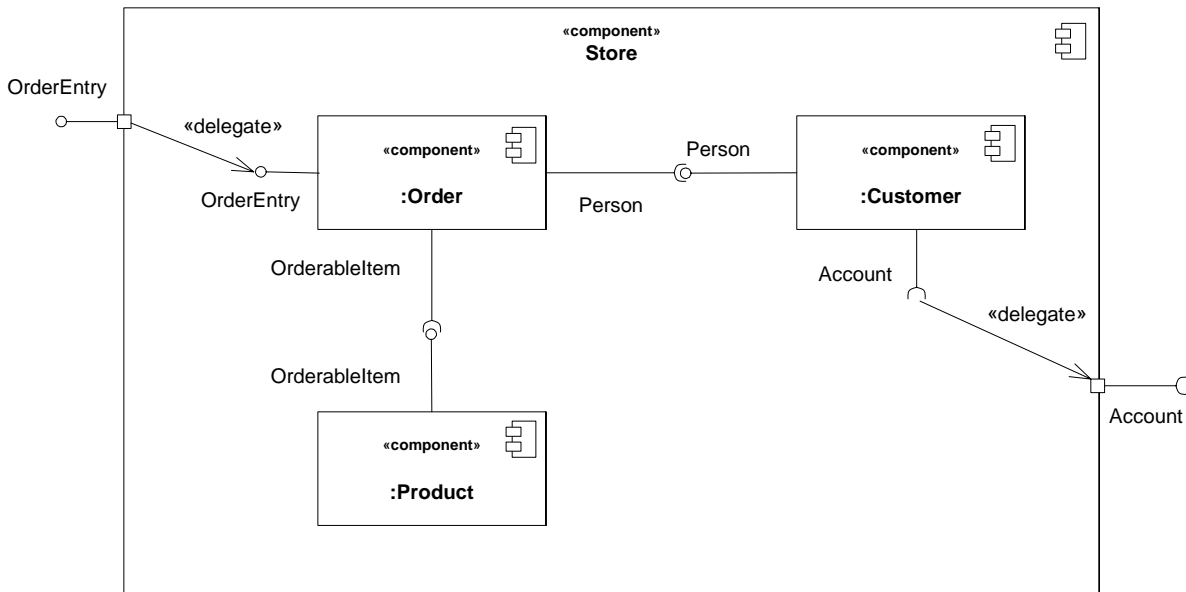 «component»
Store
OrderEntry
«delegate»
«component»
:Order
OrderEntry
Person
Person
«component»
:Customer
OrderableItem
Account
«delegate»
OrderableItem
Account
«component»
:Product